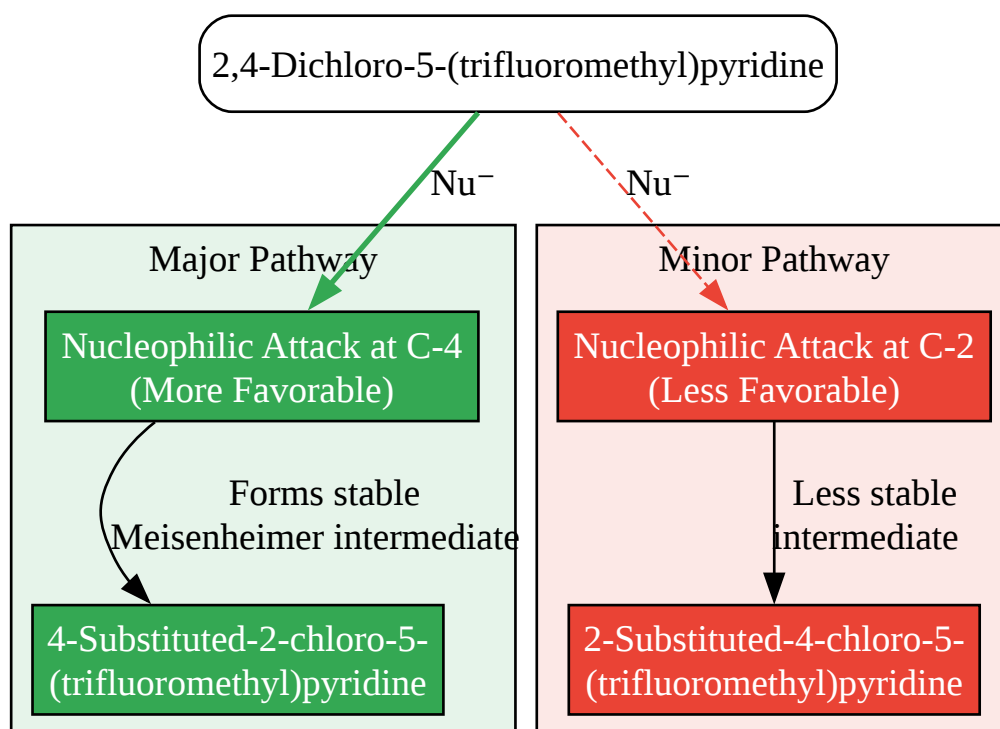 2,4-Dichloro-5-(trifluoromethyl)pyridine
Nu⁻
Nu⁻
Major Pathway
Minor Pathway
Nucleophilic Attack at C-4
(More Favorable)
Nucleophilic Attack at C-2
(Less Favorable)
Forms stable
Meisenheimer intermediate
Less stable
intermediate
4-Substituted-2-chloro-5-
(trifluoromethyl)pyridine
2-Substituted-4-chloro-5-
(trifluoromethyl)pyridine